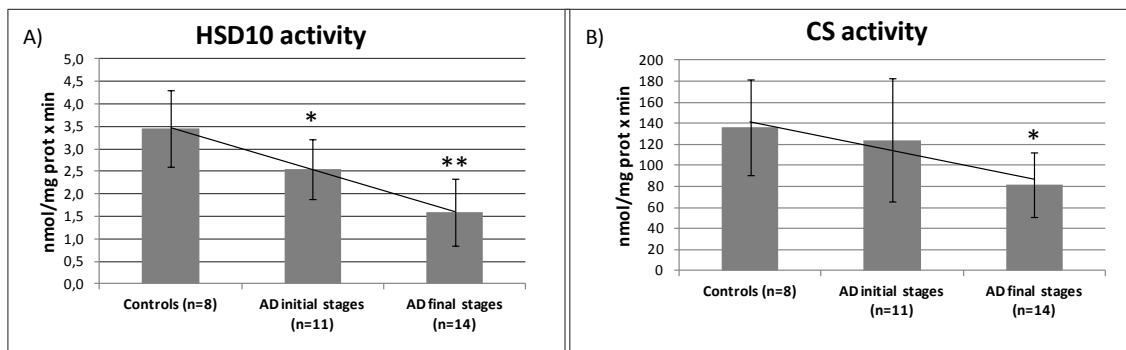 A)
HSD10 activity
nmol/mg prot x min
5,0
4,5
4,0
3,5
3,0
2,5
2,0
1,5
1,0
0,5
0,0
*
**
Controls (n=8)
AD initial stages
(n=11)
AD final stages
(n=14)
B)
CS activity
nmol/mg prot x min
200
180
160
140
120
100
80
60
40
20
0
*
Controls (n=8)
AD initial stages
(n=11)
AD final stages
(n=14)